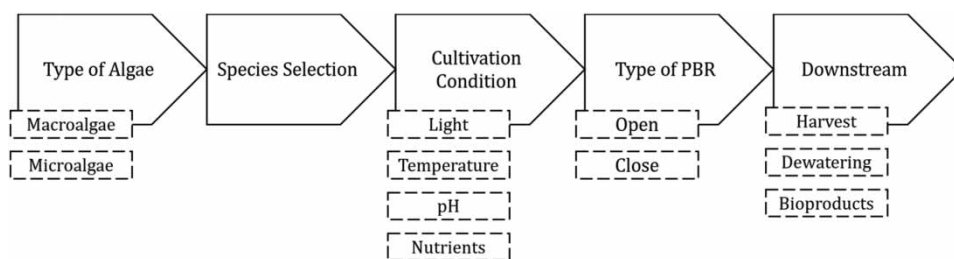 Type of Algae
Macroalgae
Microalgae
Species Selection
Cultivation
Condition
Light
Temperature
pH
Nutrients
Type of PBR
Open
Close
Downstream
Harvest
Dewatering
Bioproducts